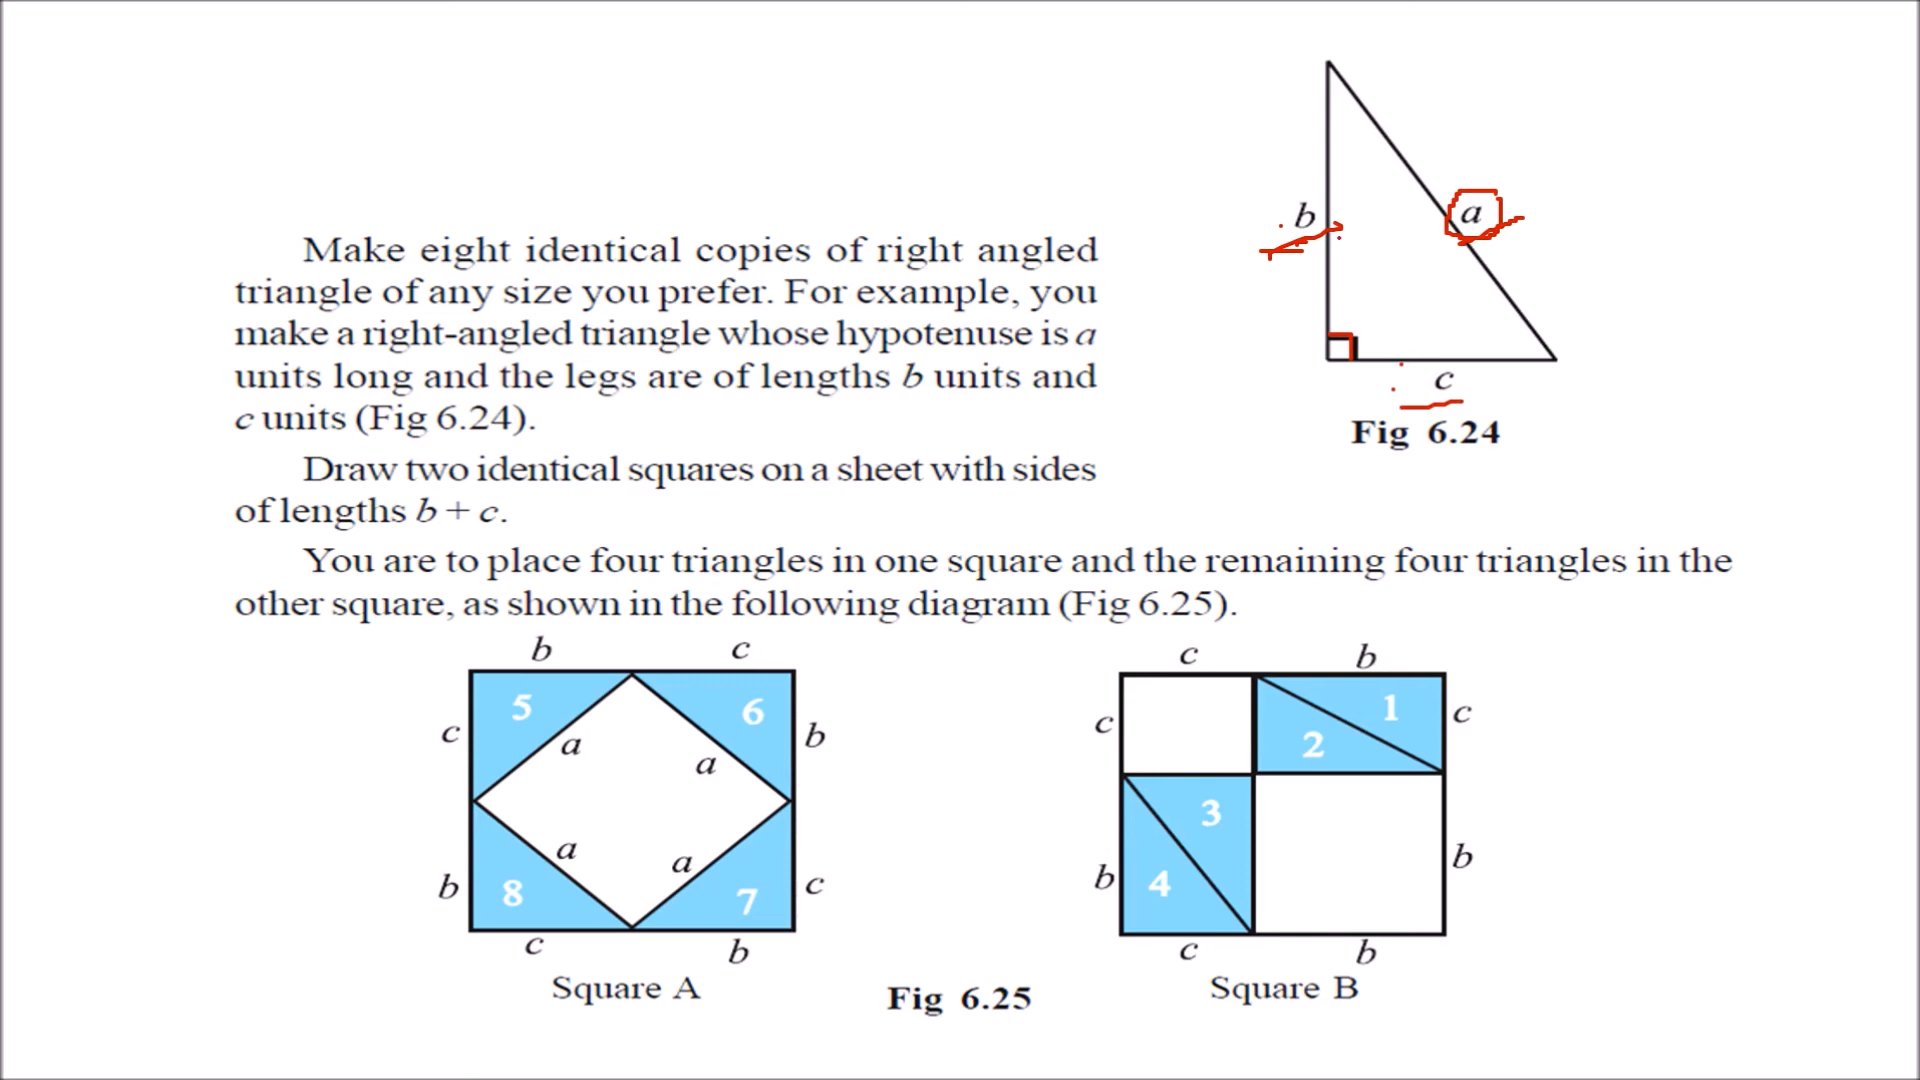 b
a
c
Fig 6.24
Make eight identical copies of right angled
triangle of any size you prefer. For example, you
make a right-angled triangle whose hypotenuse is a
units long and the legs are of lengths b units and
c units (Fig 6.24).
Draw two identical squares on a sheet with sides
of lengths b + c.
You are to place four triangles in one square and the remaining four triangles in the
other square, as shown in the following diagram (Fig 6.25).
b c
5 6
c a a b
b a a c
8 7
c b
Square A
c b
c 1 c
2
3
b 4 b
c b
Square B
Fig 6.25